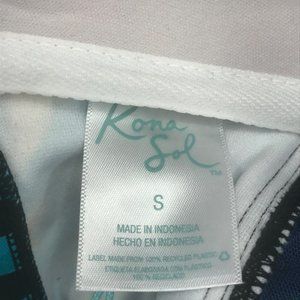 Kona
Sol
™
S
MADE IN INDONESIA
HECHO EN INDONESIA
LABEL MADE FROM 100% RECYCLED PLASTIC
ETIQUETA ELABORADA CON PLÁSTICO
100% RECICLADO